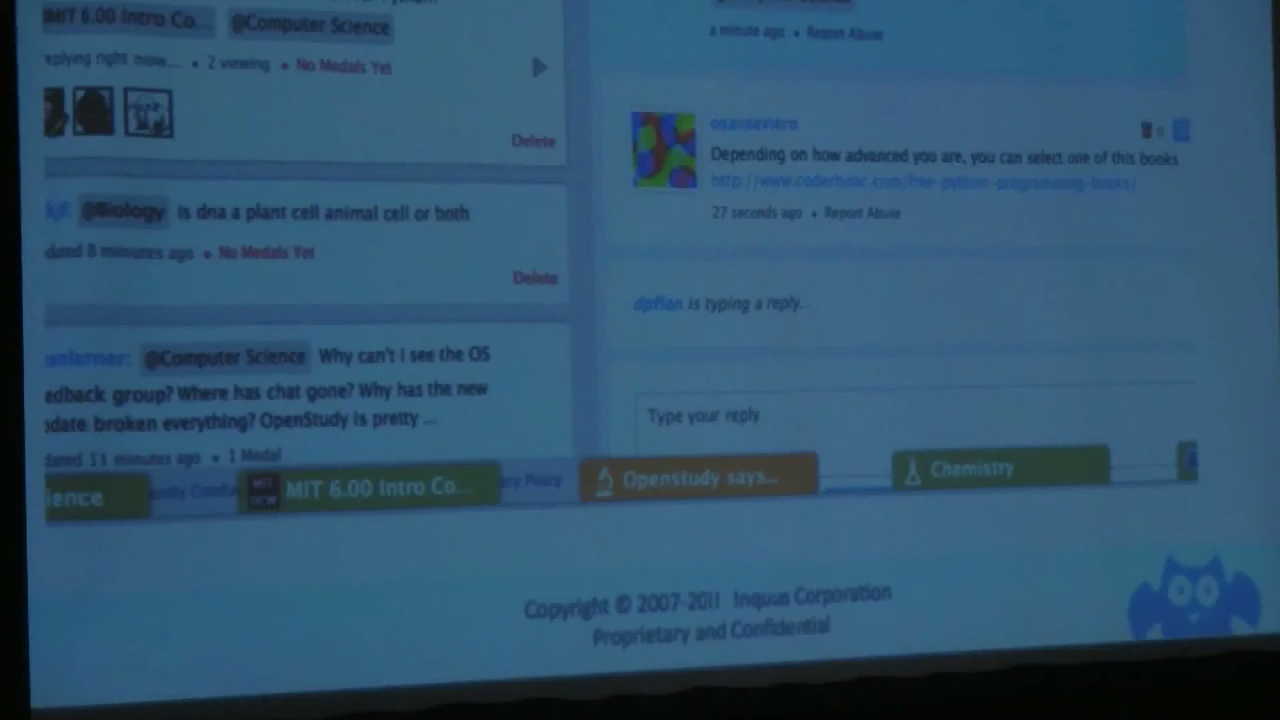 MIT 6.00 Intro Co... @Computer Science
eplying right now... • 2 viewing • No Medals Yet
Delete
@Biology is dna a plant cell animal cell or both
dated 8 minutes ago • No Medals Yet
Delete
@Computer Science Why can't I see the OS
edback group? Where has chat gone? Why has the new
date broken everything? OpenStudy is pretty ...
dated 11 minutes ago • 1 Medal
a minute ago • Report Abuse
Depending on how advanced you are, you can select one of this books
27 seconds ago • Report Abuse
dpflan is typing a reply...
Type your reply
ience
MIT 6.00 Intro Co...
Openstudy says...
Chemistry
Copyright © 2007-2011 Inquus Corporation
Proprietary and Confidential